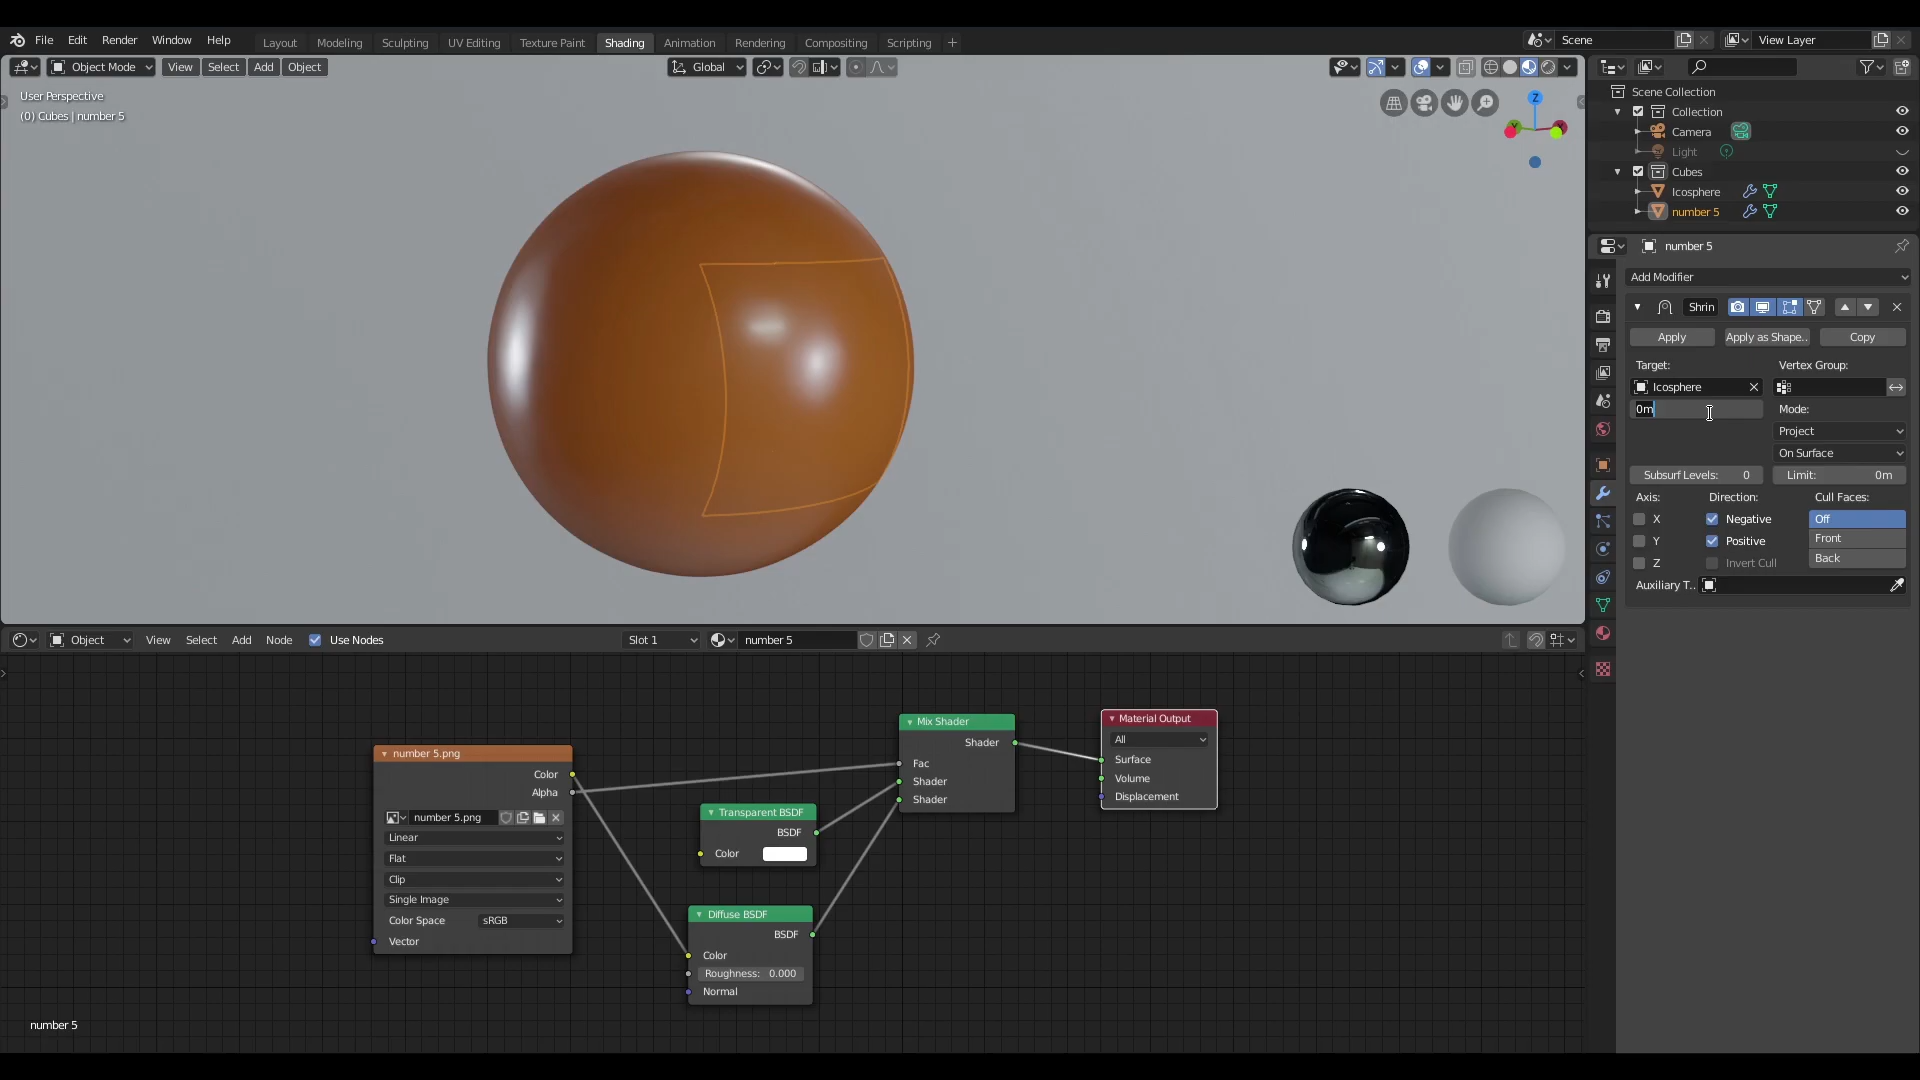 File Edit Render Window Help Layout Modeling Sculpting UV Editing Texture Paint Shading Animation Rendering Compositing Scripting + Scene View Layer
Object Mode View Select Add Object Global
User Perspective
(0) Cubes | number 5
Z
Scene Collection
Collection
Camera
Light
Cubes
Icosphere
number 5
number 5
Add Modifier
Shrin
Apply Apply as Shape.. Copy
Target: Vertex Group:
Icosphere
0m Mode:
Project
On Surface
Subsurf Levels: 0 Limit: 0m
Axis: Direction: Cull Faces:
X Negative Off
Y Positive Front
Z Invert Cull Back
Auxiliary T..
Object View Select Add Node Use Nodes Slot 1 number 5
number 5.png
Color
Alpha
number 5.png
Linear
Flat
Clip
Single Image
Color Space sRGB
Vector
Transparent BSDF
BSDF
Color
Diffuse BSDF
BSDF
Color
Roughness: 0.000
Normal
Mix Shader
Shader
Fac
Shader
Shader
Material Output
All
Surface
Volume
Displacement
number 5